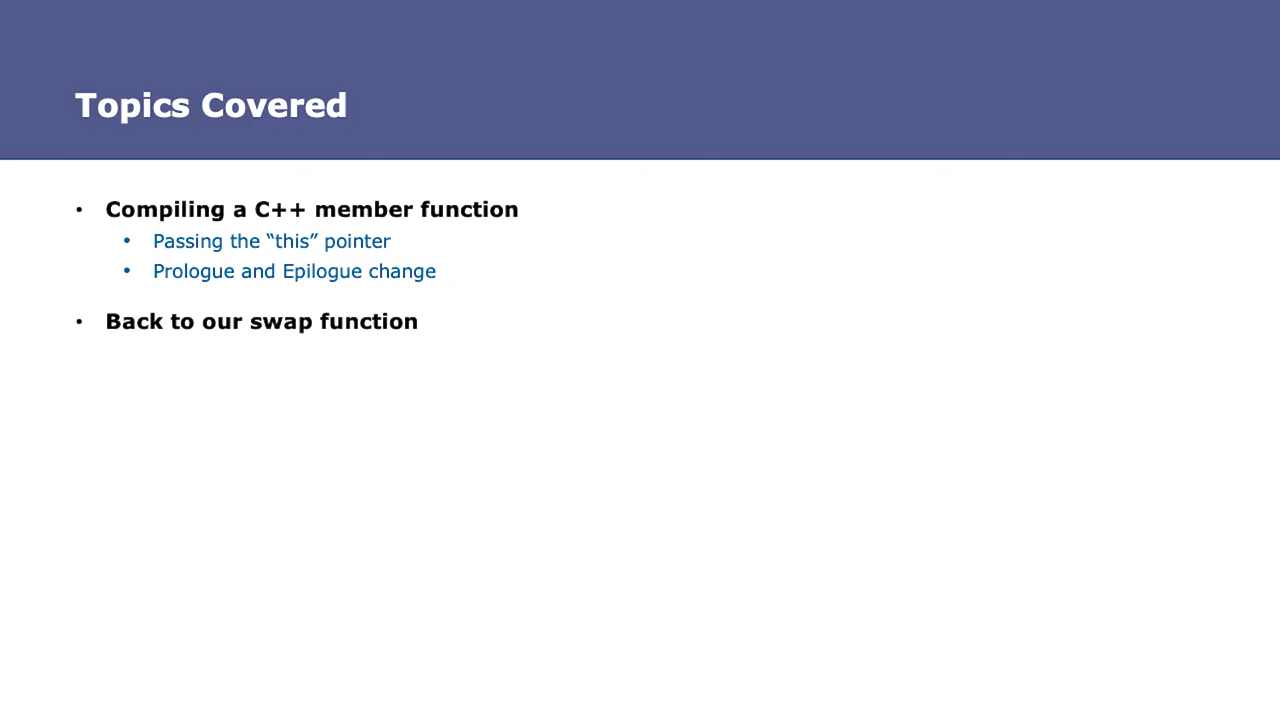 Topics Covered
• Compiling a C++ member function
• Passing the “this” pointer
• Prologue and Epilogue change
• Back to our swap function